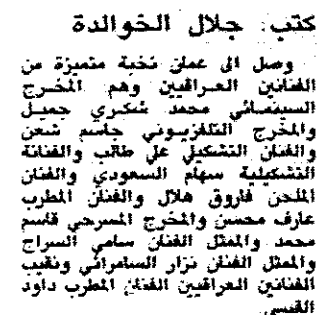 كتب: جلال الخوالدة
وصل الى عمان نخبة متميزة من
الفنانين العراقيين وهم المخرج
السينمائي محمد شكري جميل
والمخرج التلفزيوني جاسم شعن
والفنان التشكيلي علي طالب والفنانة
التشكيلية سهام السعودي والفنان
الملحن فاروق هلال والفنان المطرب
عارف محسن والمخرج المسرحي قاسم
محمد والممثل الفنان سامي السراج
والممثل الفنان نزار السامرائي ونقيب
الفنانين العراقيين الفنان المطرب داود
القيسي